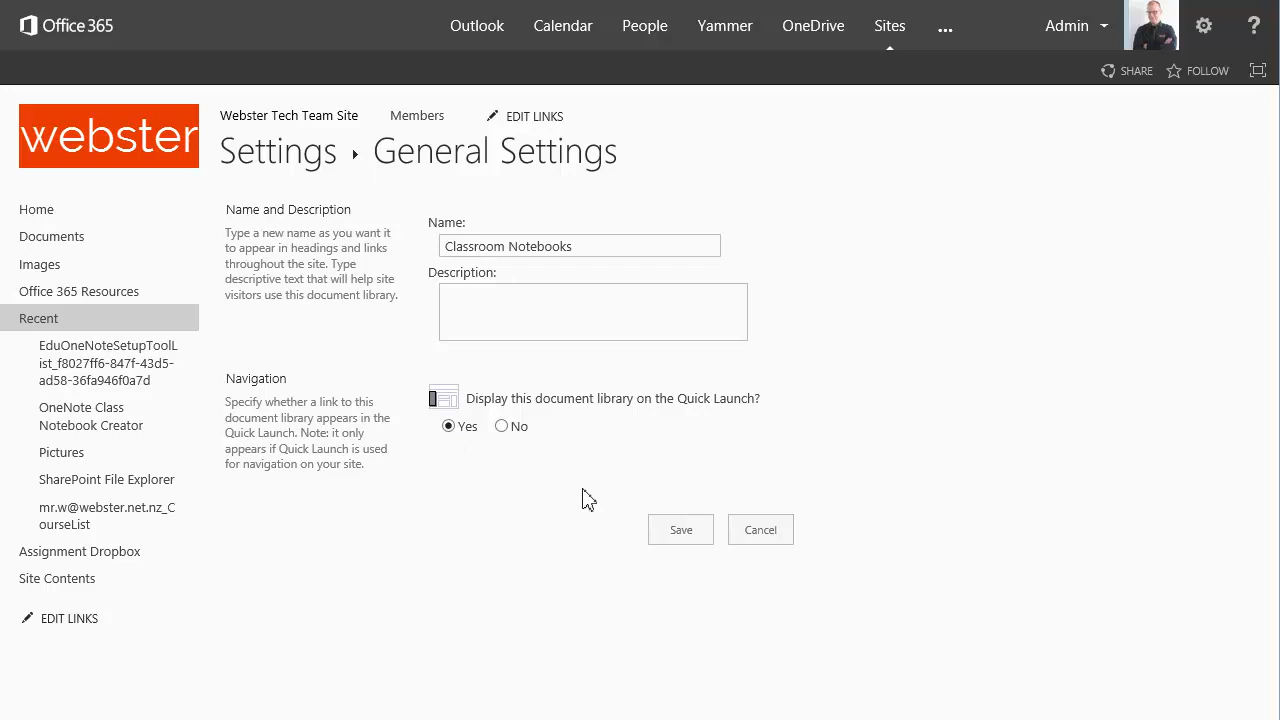 Office 365
Outlook Calendar People Yammer OneDrive Sites ... Admin ?
SHARE FOLLOW
webster
Webster Tech Team Site Members EDIT LINKS
Settings ▸ General Settings
Home
Documents
Images
Office 365 Resources
Recent
EduOneNoteSetupToolL
ist_f8027ff6-847f-43d5-
ad58-36fa946f0a7d
OneNote Class
Notebook Creator
Pictures
SharePoint File Explorer
mr.w@webster.net.nz_C
ourseList
Assignment Dropbox
Site Contents
EDIT LINKS
Name and Description
Type a new name as you want it
to appear in headings and links
throughout the site. Type
descriptive text that will help site
visitors use this document library.
Name:
Classroom Notebooks
Description:
Navigation
Specify whether a link to this
document library appears in the
Quick Launch. Note: it only
appears if Quick Launch is used
for navigation on your site.
Display this document library on the Quick Launch?
Yes No
Save Cancel